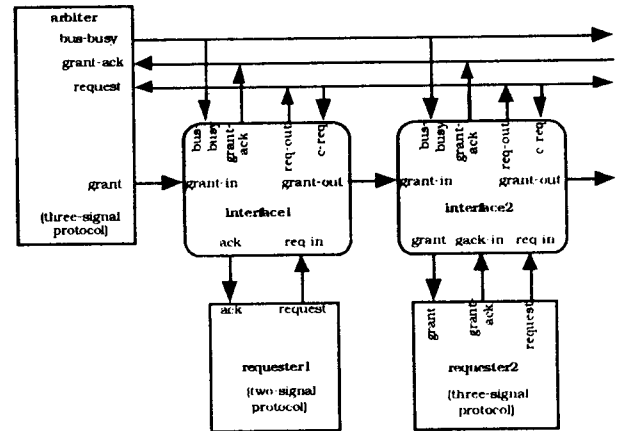 arbiter
bus-busy
grant-ack
request
grant
(three-signal
protocol)
bus-
busy
grant-
ack
req-out
c-req
grant-in
grant-out
interface1
ack
req in
bus-
busy
grant-
ack
req-out
c req
grant-in
grant-out
interface2
grant
gack-in
req in
ack
request
requester1
(two-signal
protocol)
grant
grant-
ack
request
requester2
(three-signal
protocol)